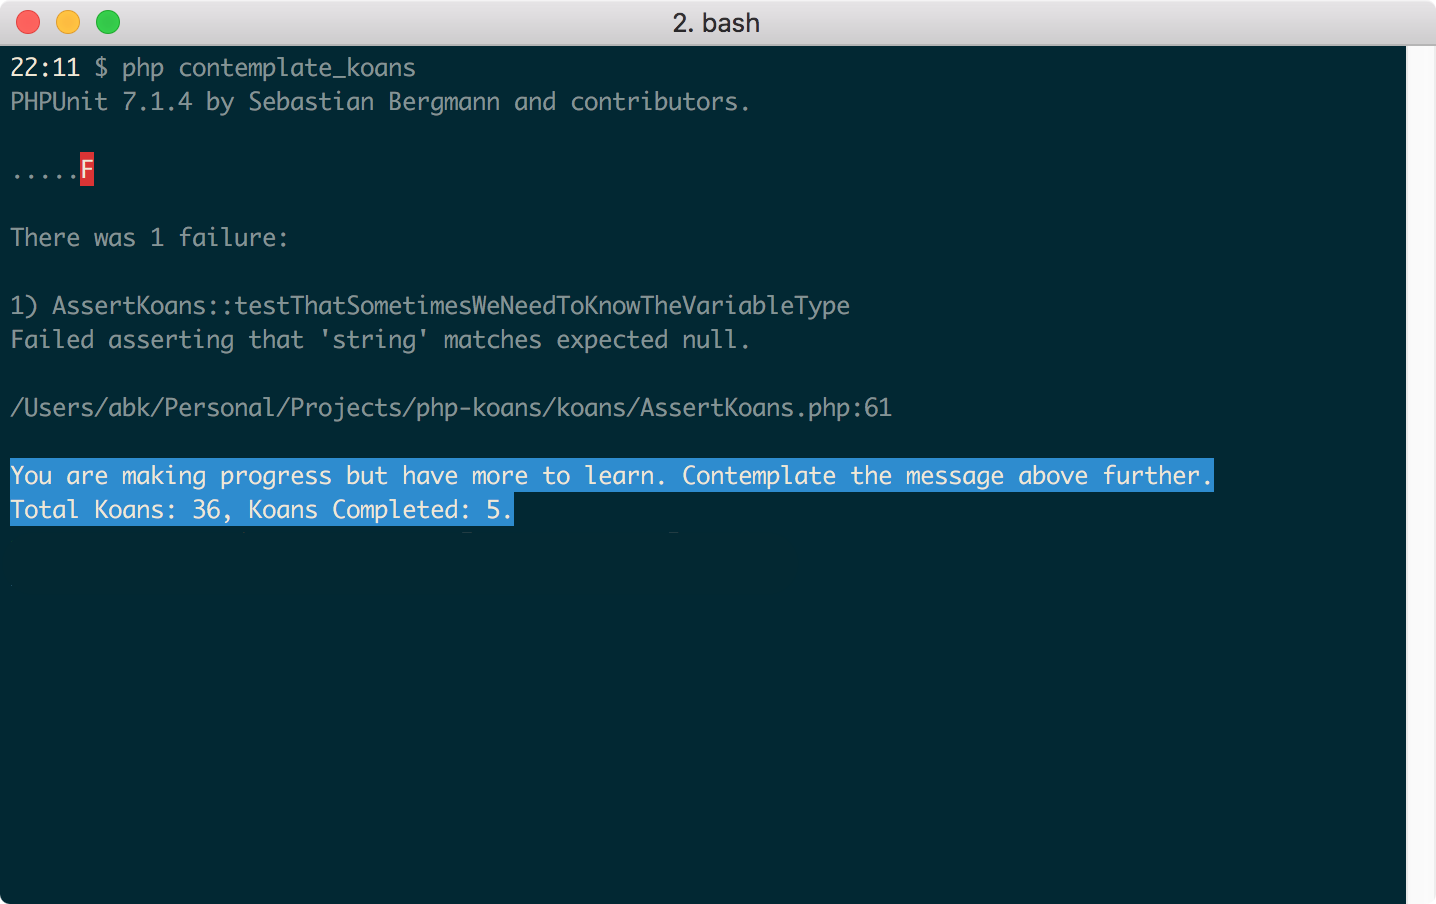 2. bash
22:11 $ php contemplate_koans
PHPUnit 7.1.4 by Sebastian Bergmann and contributors.
.....F
There was 1 failure:
1) AssertKoans::testThatSometimesWeNeedToKnowTheVariableType
Failed asserting that 'string' matches expected null.
/Users/abk/Personal/Projects/php-koans/koans/AssertKoans.php:61
You are making progress but have more to learn. Contemplate the message above further.
Total Koans: 36, Koans Completed: 5.